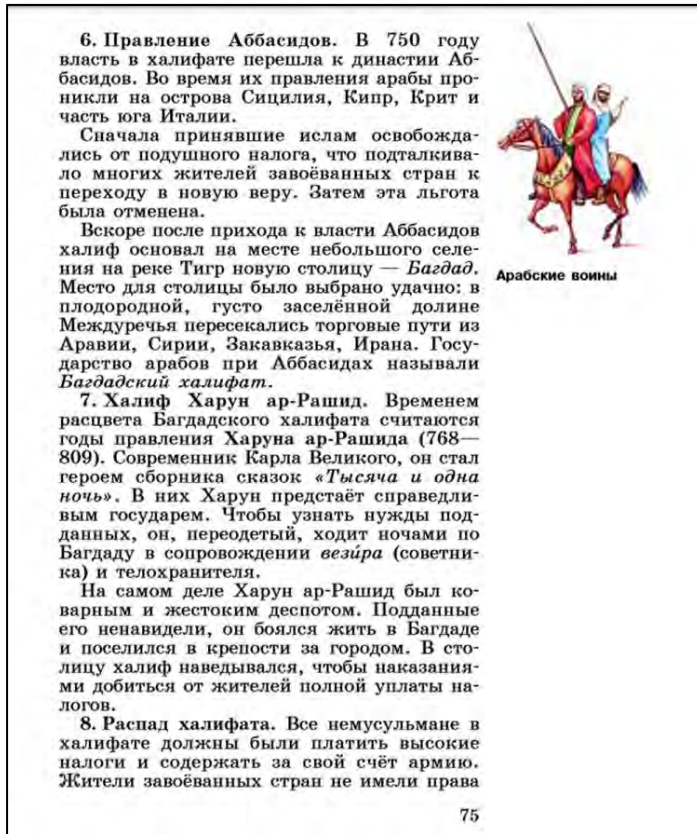 6. Правление Аббасидов. В 750 году
власть в халифате перешла к династии Аб-
басидов. Во время их правления арабы про-
никли на острова Сицилия, Кипр, Крит и
часть юга Италии.
Сначала принявшие ислам освобожда-
лись от подушного налога, что подталкива-
ло многих жителей завоёванных стран к
переходу в новую веру. Затем эта льгота
была отменена.
Вскоре после прихода к власти Аббасидов
халиф основал на месте небольшого селе-
ния на реке Тигр новую столицу — Багдад.
Место для столицы было выбрано удачно: в
плодородной, густо заселённой долине
Междуречья пересекались торговые пути из
Аравии, Сирии, Закавказья, Ирана. Госу-
дарство арабов при Аббасидах называли
Багдадский халифат.
7. Халиф Харун ар-Рашид. Временем
расцвета Багдадского халифата считаются
годы правления Харуна ар-Рашида (768—
809). Современник Карла Великого, он стал
героем сборника сказок «Тысяча и одна
ночь». В них Харун предстаёт справедли-
вым государем. Чтобы узнать нужды под-
данных, он, переодетый, ходит ночами по
Багдаду в сопровождении вези́ра (советни-
ка) и телохранителя.
На самом деле Харун ар-Рашид был ко-
варным и жестоким деспотом. Подданные
его ненавидели, он боялся жить в Багдаде
и поселился в крепости за городом. В сто-
лицу халиф наведывался, чтобы наказания-
ми добиться от жителей полной уплаты на-
логов.
8. Распад халифата. Все немусульмане в
халифате должны были платить высокие
налоги и содержать за свой счёт армию.
Жители завоёванных стран не имели права
75
Арабские воины